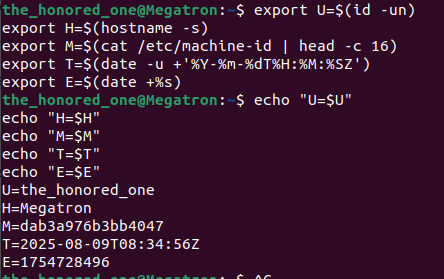 the_honored_one@Megatron:~$ export U=$(id -un)
export H=$(hostname -s)
export M=$(cat /etc/machine-id | head -c 16)
export T=$(date -u +'%Y-%m-%dT%H:%M:%SZ')
export E=$(date +%s)
the_honored_one@Megatron:~$ echo "U=$U"
echo "H=$H"
echo "M=$M"
echo "T=$T"
echo "E=$E"
U=the_honored_one
H=Megatron
M=dab3a976b3bb4047
T=2025-08-09T08:34:56Z
E=1754728496
the_honored_one@Megatron:~$ ^C